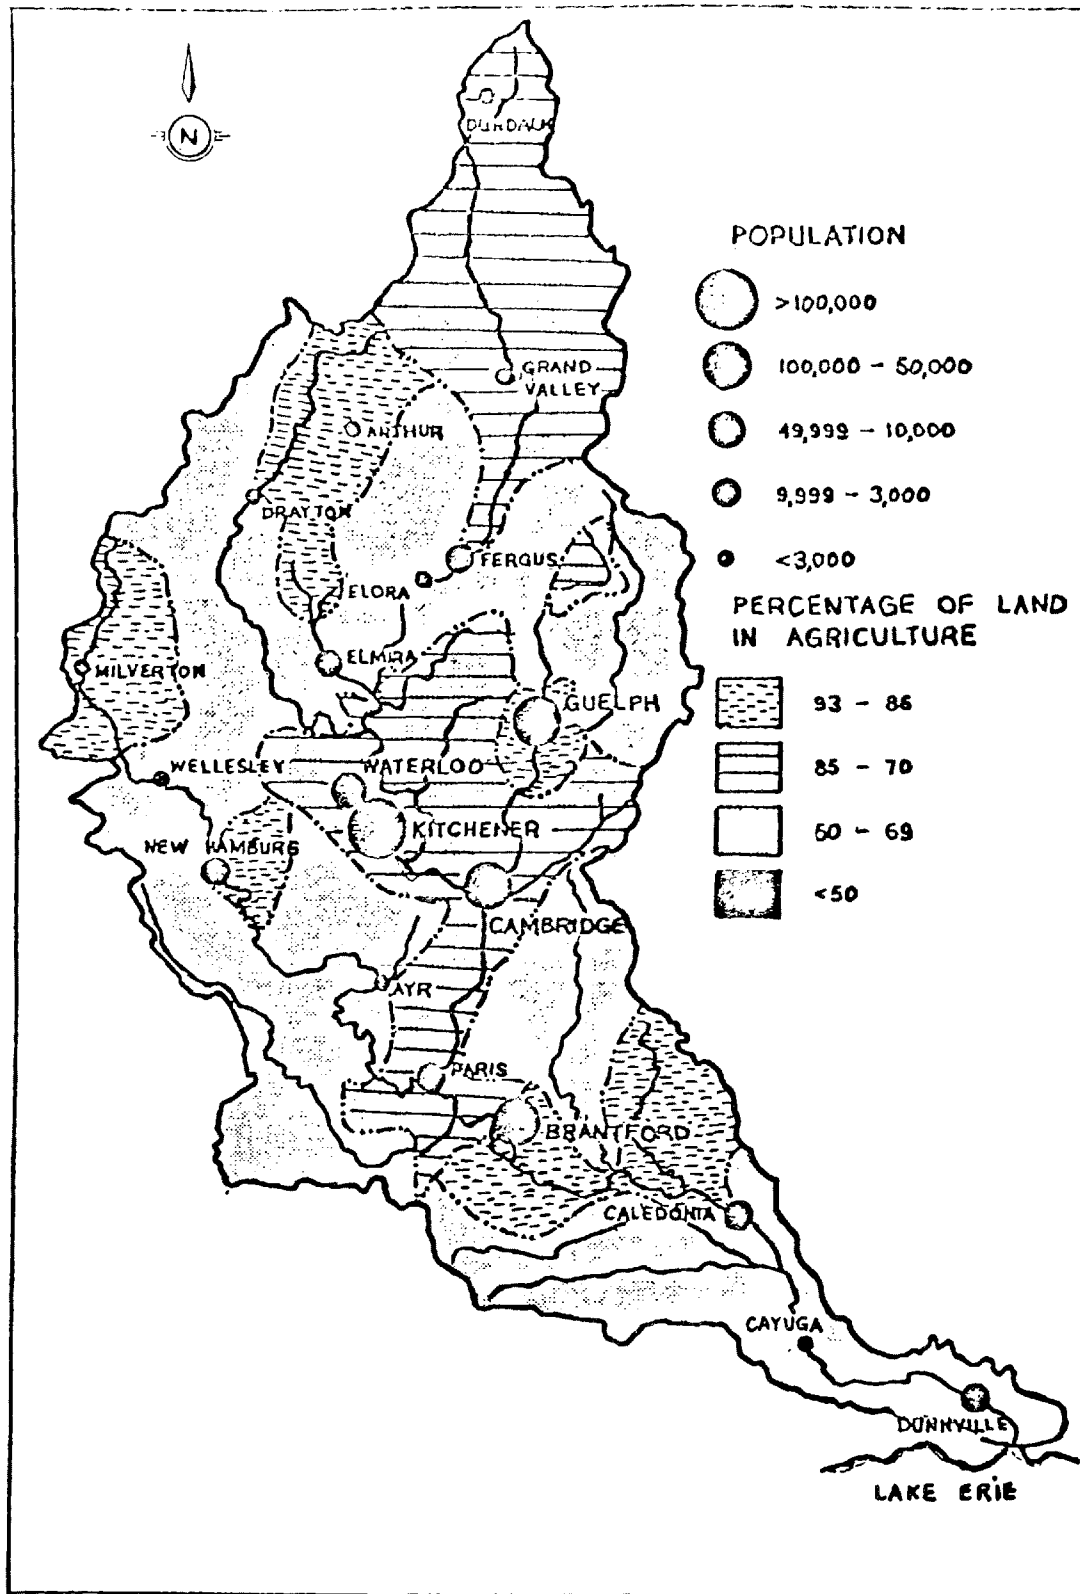 N
DUNDALK
POPULATION
>100,000
100,000 - 50,000
49,999 - 10,000
9,999 - 3,000
<3,000
PERCENTAGE OF LAND
IN AGRICULTURE
93 - 86
85 - 70
50 - 69
<50
GRAND
VALLEY
ARTHUR
DRAYTON
FERGUS
ELORA
ELMIRA
MILVERTON
GUELPH
WELLESLEY
WATERLOO
KITCHENER
NEW HAMBURG
CAMBRIDGE
AYR
PARIS
BRANTFORD
CALEDONIA
CAYUGA
DUNNVILLE
LAKE ERIE